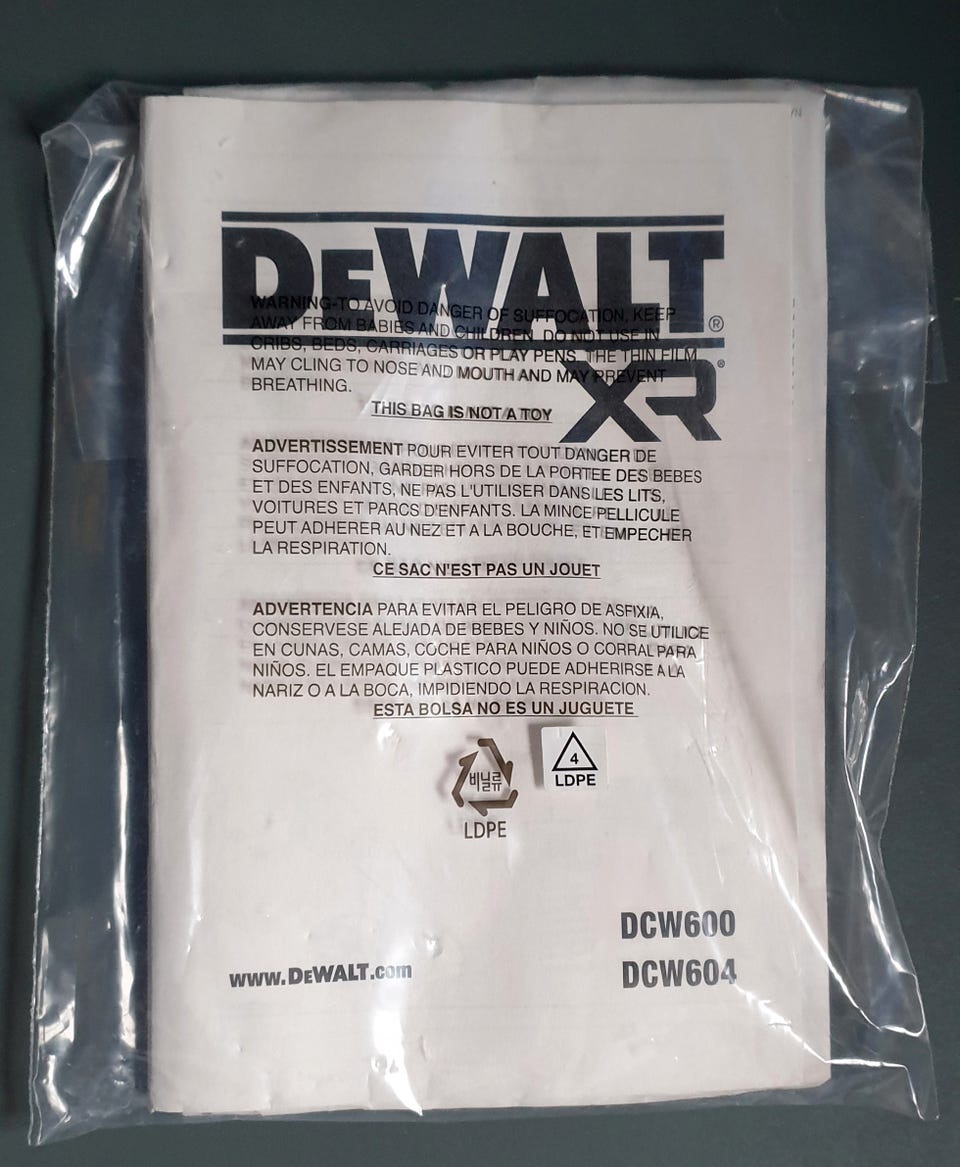 DEWALT®
WARNING-TO AVOID DANGER OF SUFFOCATION, KEEP
AWAY FROM BABIES AND CHILDREN. DO NOT USE IN
CRIBS, BEDS, CARRIAGES OR PLAY PENS. THE THIN FILM
MAY CLING TO NOSE AND MOUTH AND MAY PREVENT
BREATHING.
XR®
THIS BAG IS NOT A TOY
ADVERTISSEMENT POUR EVITER TOUT DANGER DE
SUFFOCATION, GARDER HORS DE LA PORTEE DES BEBES
ET DES ENFANTS, NE PAS L'UTILISER DANS LES LITS,
VOITURES ET PARCS D'ENFANTS. LA MINCE PELLICULE
PEUT ADHERER AU NEZ ET A LA BOUCHE, ET EMPECHER
LA RESPIRATION.
CE SAC N'EST PAS UN JOUET
ADVERTENCIA PARA EVITAR EL PELIGRO DE ASFIXIA,
CONSERVESE ALEJADA DE BEBES Y NIÑOS. NO SE UTILICE
EN CUNAS, CAMAS, COCHE PARA NIÑOS O CORRAL PARA
NIÑOS. EL EMPAQUE PLASTICO PUEDE ADHERIRSE A LA
NARIZ O A LA BOCA, IMPIDIENDO LA RESPIRACION.
ESTA BOLSA NO ES UN JUGUETE
비닐류
LDPE
4
LDPE
DCW600
www.DEWALT.com
DCW604